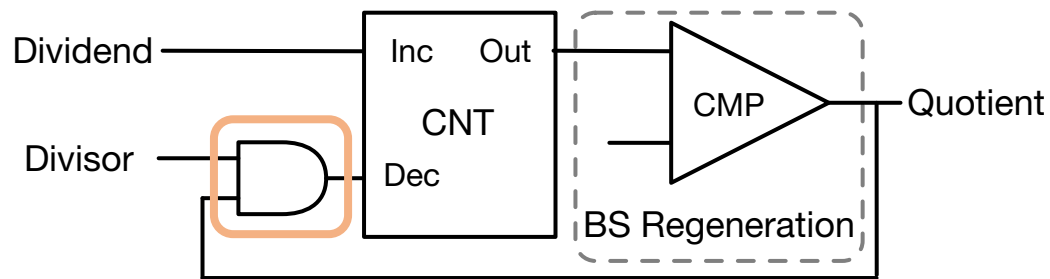 Dividend
Inc Out
CMP
Quotient
CNT
Divisor
Dec
BS Regeneration